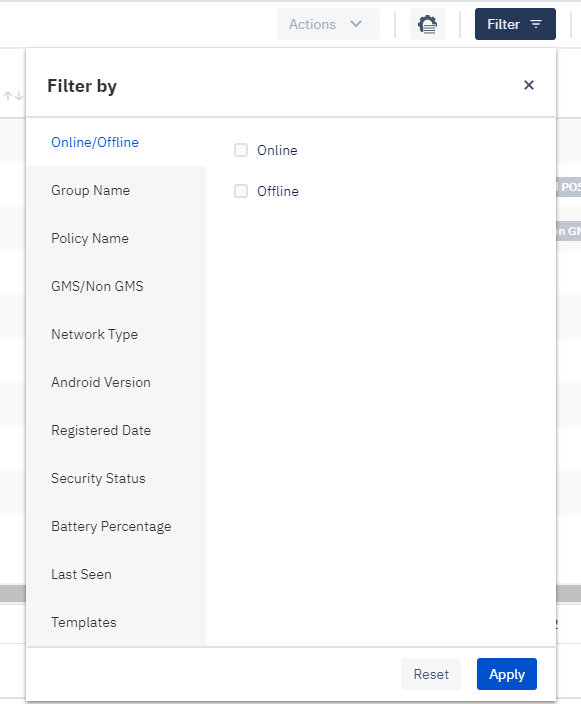 Actions
Filter
Filter by
Online/Offline
Online
Offline
Group Name
Policy Name
GMS/Non GMS
Network Type
Android Version
Registered Date
Security Status
Battery Percentage
Last Seen
Templates
Reset
Apply